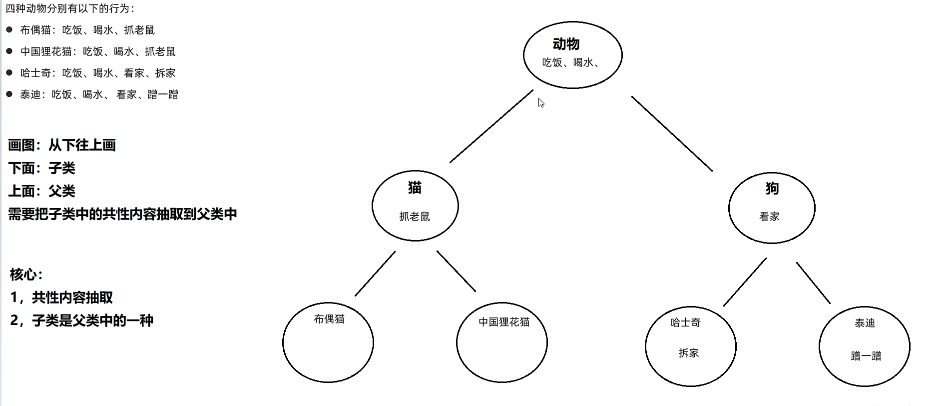 四种动物分别有以下的行为：
● 布偶猫：吃饭、喝水、抓老鼠
● 中国狸花猫：吃饭、喝水、抓老鼠
● 哈士奇：吃饭、喝水、看家、拆家
● 泰迪：吃饭、喝水、看家、蹭一蹭
画图：从下往上画
下面：子类
上面：父类
需要把子类中的共性内容抽取到父类中
核心：
1，共性内容抽取
2，子类是父类中的一种
动物
吃饭、喝水、
猫
抓老鼠
狗
看家
布偶猫
中国狸花猫
哈士奇
拆家
泰迪
蹭一蹭